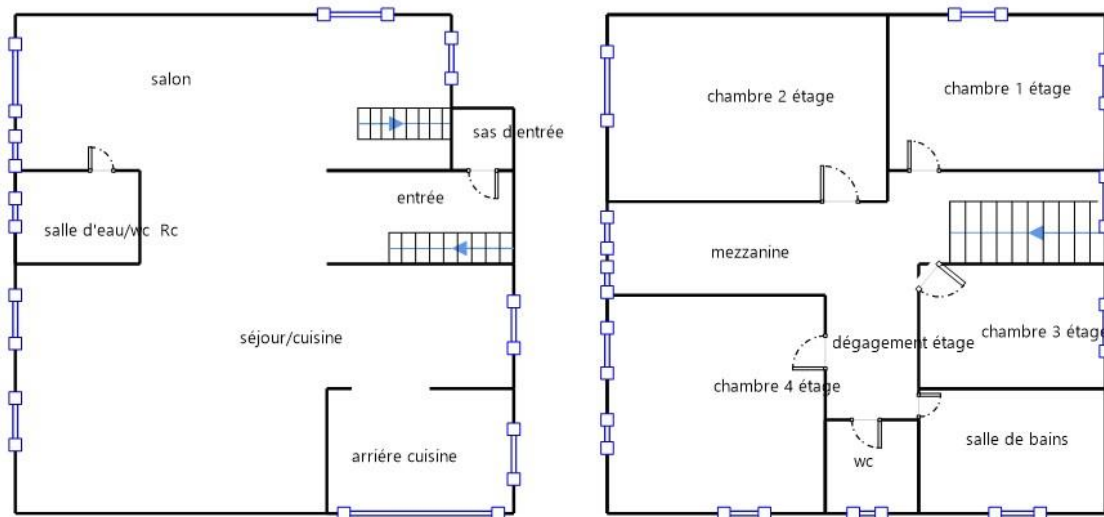 salon
sas d'entrée
entrée
salle d'eau/wc Rc
séjour/cuisine
arriére cuisine
chambre 2 étage
chambre 1 étage
mezzanine
chambre 3 étage
dégagement étage
chambre 4 étage
salle de bains
wc